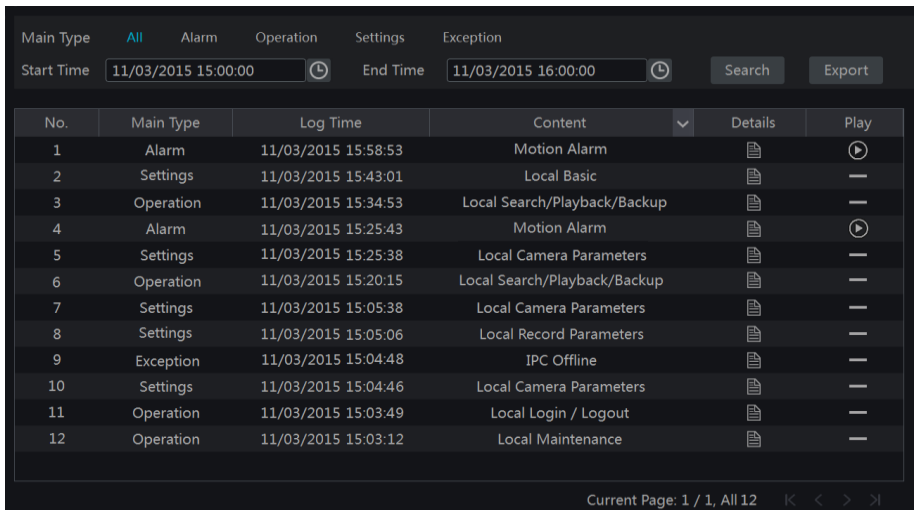 Main Type All Alarm Operation Settings Exception
Start Time 11/03/2015 15:00:00 End Time 11/03/2015 16:00:00 Search Export
No. Main Type Log Time Content Details Play
1 Alarm 11/03/2015 15:58:53 Motion Alarm
2 Settings 11/03/2015 15:43:01 Local Basic
3 Operation 11/03/2015 15:34:53 Local Search/Playback/Backup
4 Alarm 11/03/2015 15:25:43 Motion Alarm
5 Settings 11/03/2015 15:25:38 Local Camera Parameters
6 Operation 11/03/2015 15:20:15 Local Search/Playback/Backup
7 Settings 11/03/2015 15:05:38 Local Camera Parameters
8 Settings 11/03/2015 15:05:06 Local Record Parameters
9 Exception 11/03/2015 15:04:48 IPC Offline
10 Settings 11/03/2015 15:04:46 Local Camera Parameters
11 Operation 11/03/2015 15:03:49 Local Login / Logout
12 Operation 11/03/2015 15:03:12 Local Maintenance
Current Page: 1 / 1, All 12